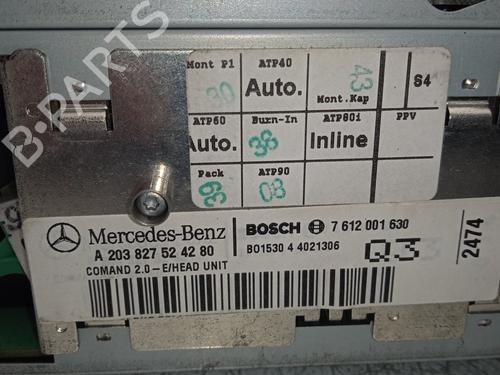 Mont P1
ATP40
S4
30
Auto.
43
Mont.Kap
ATP60
Burn-In
ATP80i
PPV
Auto.
38
Inline
Pack
ATP90
39
08
B-PARTS
Mercedes-Benz
BOSCH 7 612 001 630
A 203 827 52 42 80
BO1530 4 4021306
Q3
2474
COMAND 2.0-E/HEAD UNIT